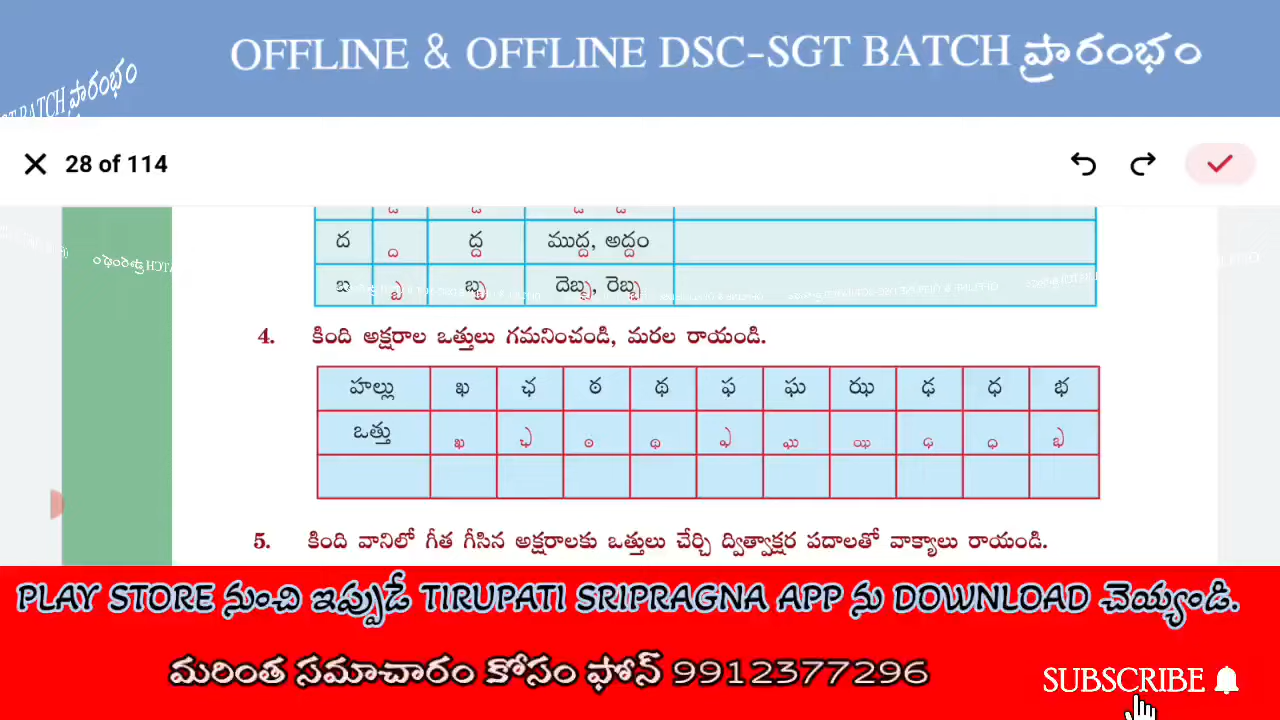 OFFLINE & OFFLINE DSC-SGT BATCH ప్రారంభం
28 of 114
ద ద్ద ముద్ద, అద్దం
బ బ్బ దెబ్బ, రెబ్బ
4. కింది అక్షరాల ఒత్తులు గమనించండి, మరల రాయండి.
హల్లు ఖ ఛ ఠ థ ఫ ఘ ఝ ఢ ధ భ
ఒత్తు ్ఖ ్ఛ ్ఠ ్థ ్ఫ ్ఘ ్ఝ ్ఢ ్ధ ్భ
5. కింది వానిలో గీత గీసిన అక్షరాలకు ఒత్తులు చేర్చి ద్విత్వాక్షర పదాలతో వాక్యాలు రాయండి.
PLAY STORE నుంచి ఇప్పుడే TIRUPATI SRIPRAGNA APP ను DOWNLOAD చెయ్యండి.
మరింత సమాచారం కోసం ఫోన్ 9912377296
SUBSCRIBE